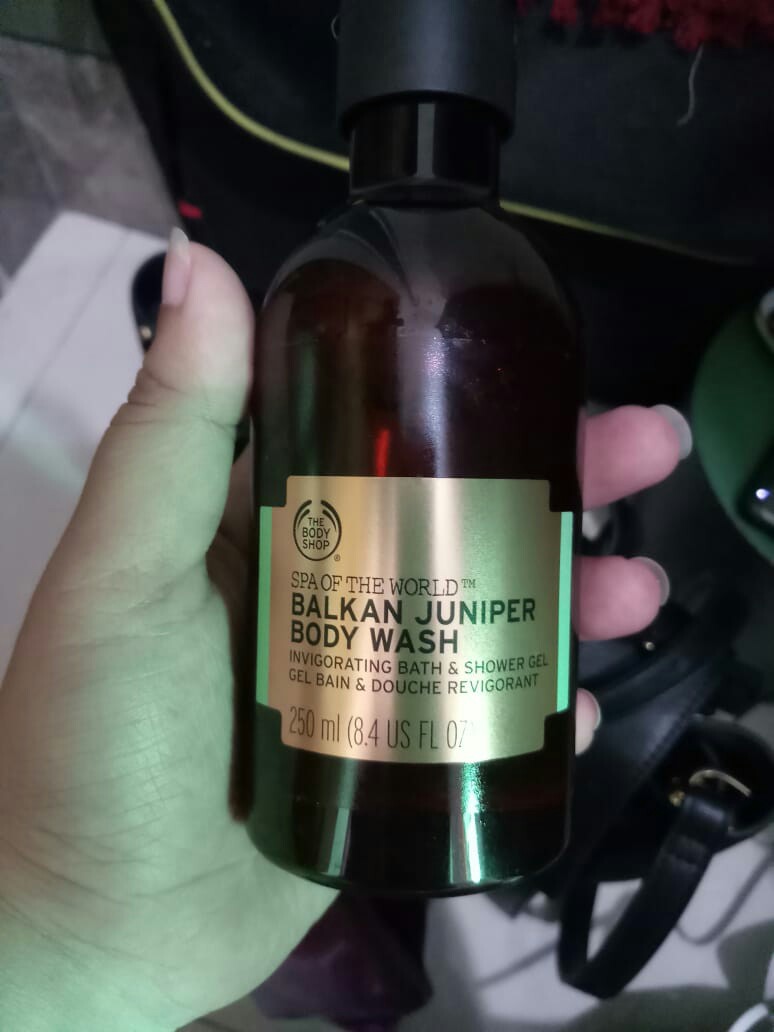 THE
BODY
SHOP
®
SPA OF THE WORLD™
BALKAN JUNIPER
BODY WASH
INVIGORATING BATH & SHOWER GEL
GEL BAIN & DOUCHE REVIGORANT
250 ml (8.4 US FL OZ